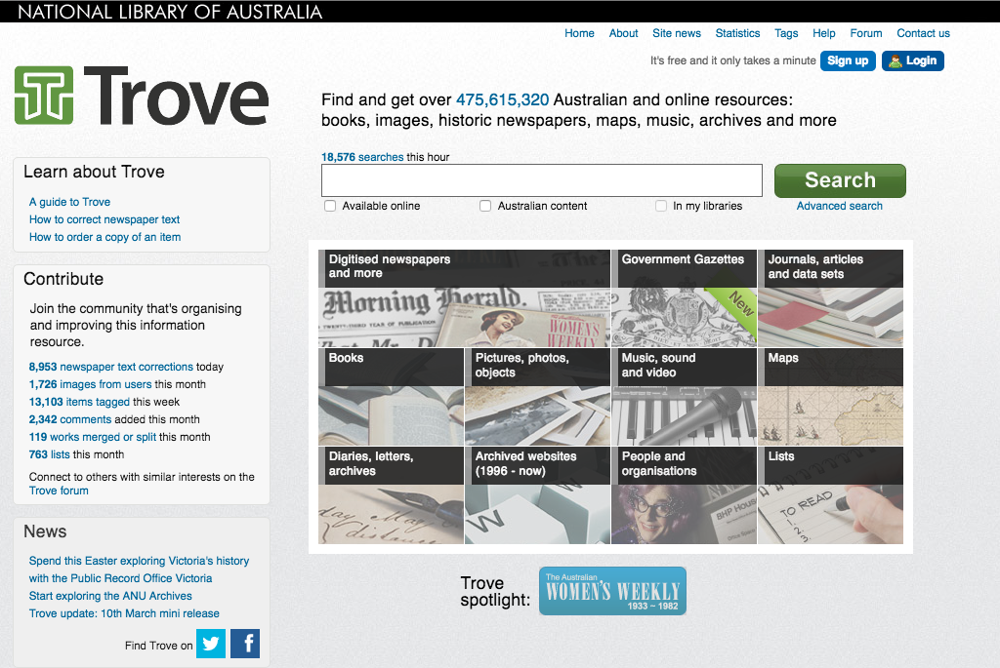 NATIONAL LIBRARY OF AUSTRALIA
Home About Site news Statistics Tags Help Forum Contact us
It's free and it only takes a minute Sign up Login
Trove
Find and get over 475,615,320 Australian and online resources:
books, images, historic newspapers, maps, music, archives and more
18,576 searches this hour
Search
Available online Australian content In my libraries Advanced search
Learn about Trove
A guide to Trove
How to correct newspaper text
How to order a copy of an item
Contribute
Join the community that's organising
and improving this information
resource.
8,953 newspaper text corrections today
1,726 images from users this month
13,103 items tagged this week
2,342 comments added this month
119 works merged or split this month
763 lists this month
Connect to others with similar interests on the
Trove forum
News
Spend this Easter exploring Victoria's history
with the Public Record Office Victoria
Start exploring the ANU Archives
Trove update: 10th March mini release
Find Trove on
Digitised newspapers
and more
Morning Herald.
WOMEN'S
WEEKLY
Government Gazettes
New
Journals, articles
and data sets
Books
Pictures, photos,
objects
Music, sound
and video
Maps
Diaries, letters,
archives
Archived websites
(1996 - now)
W
People and
organisations
BHP House
Lists
TO READ
1.
2.
3.
Trove
spotlight:
The Australian
WOMEN'S WEEKLY
1933 – 1982